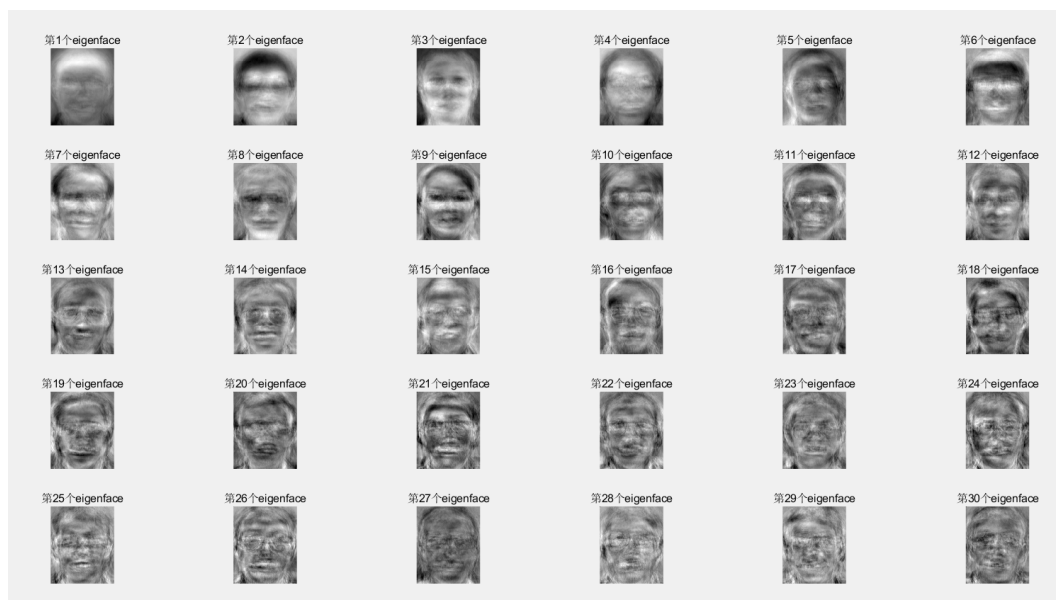 第1个eigenface 第2个eigenface 第3个eigenface 第4个eigenface 第5个eigenface 第6个eigenface
第7个eigenface 第8个eigenface 第9个eigenface 第10个eigenface 第11个eigenface 第12个eigenface
第13个eigenface 第14个eigenface 第15个eigenface 第16个eigenface 第17个eigenface 第18个eigenface
第19个eigenface 第20个eigenface 第21个eigenface 第22个eigenface 第23个eigenface 第24个eigenface
第25个eigenface 第26个eigenface 第27个eigenface 第28个eigenface 第29个eigenface 第30个eigenface